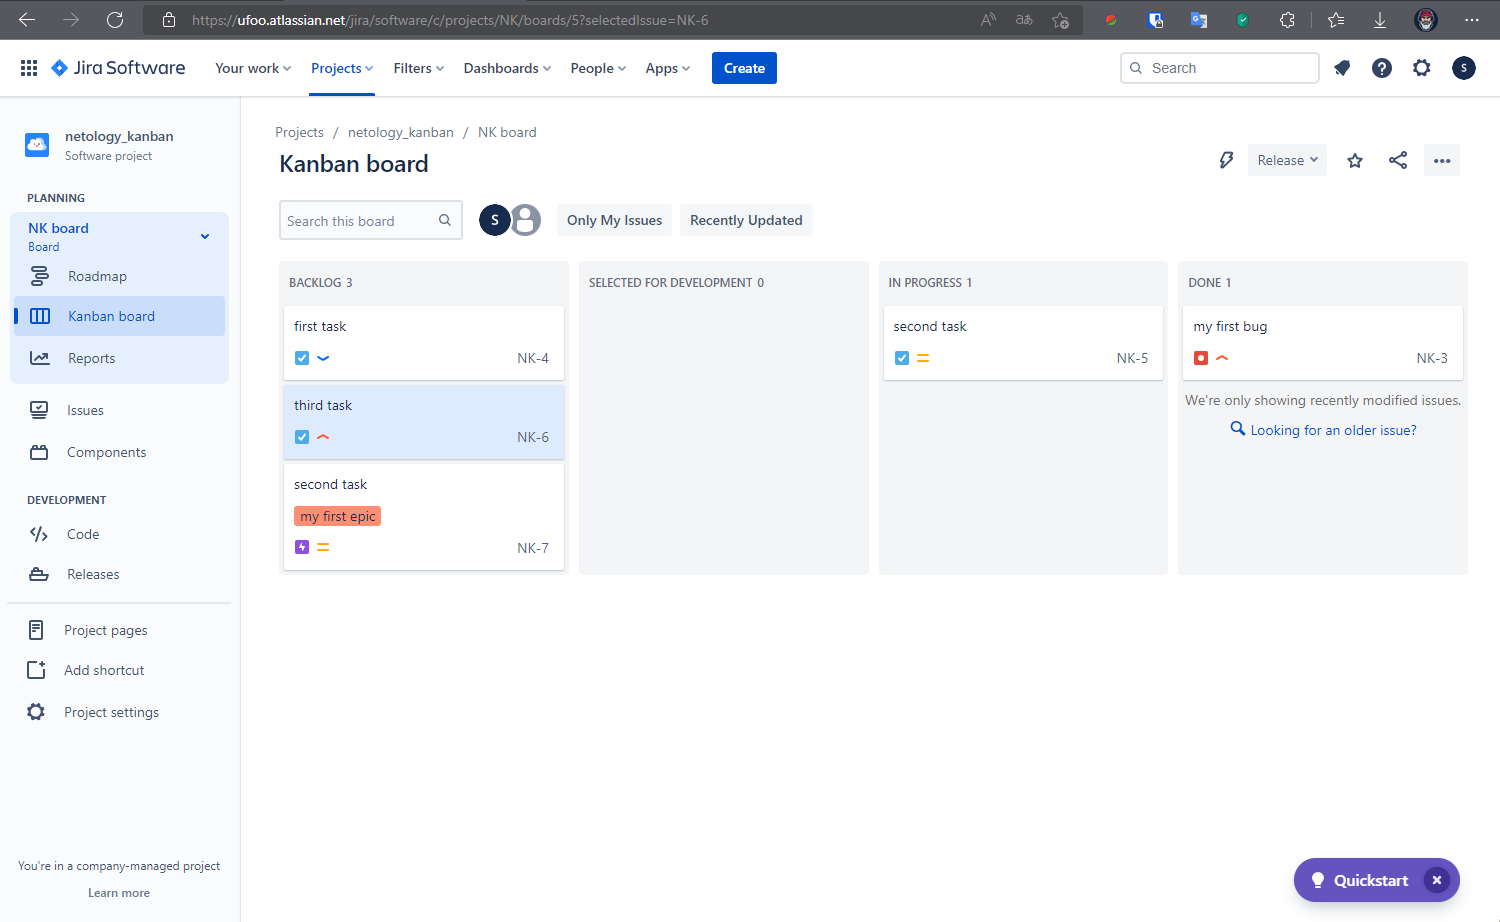 https://ufoo.atlassian.net/jira/software/c/projects/NK/boards/5?selectedIssue=NK-6
Jira Software
Your work
Projects
Filters
Dashboards
People
Apps
Create
Search
S
netology_kanban
Software project
PLANNING
NK board
Board
Roadmap
Kanban board
Reports
Issues
Components
DEVELOPMENT
Code
Releases
Project pages
Add shortcut
Project settings
You're in a company-managed project
Learn more
Projects / netology_kanban / NK board
Kanban board
Release
Search this board
S
Only My Issues
Recently Updated
BACKLOG 3
first task
NK-4
third task
NK-6
second task
my first epic
NK-7
SELECTED FOR DEVELOPMENT 0
IN PROGRESS 1
second task
NK-5
DONE 1
my first bug
NK-3
We're only showing recently modified issues.
Looking for an older issue?
Quickstart